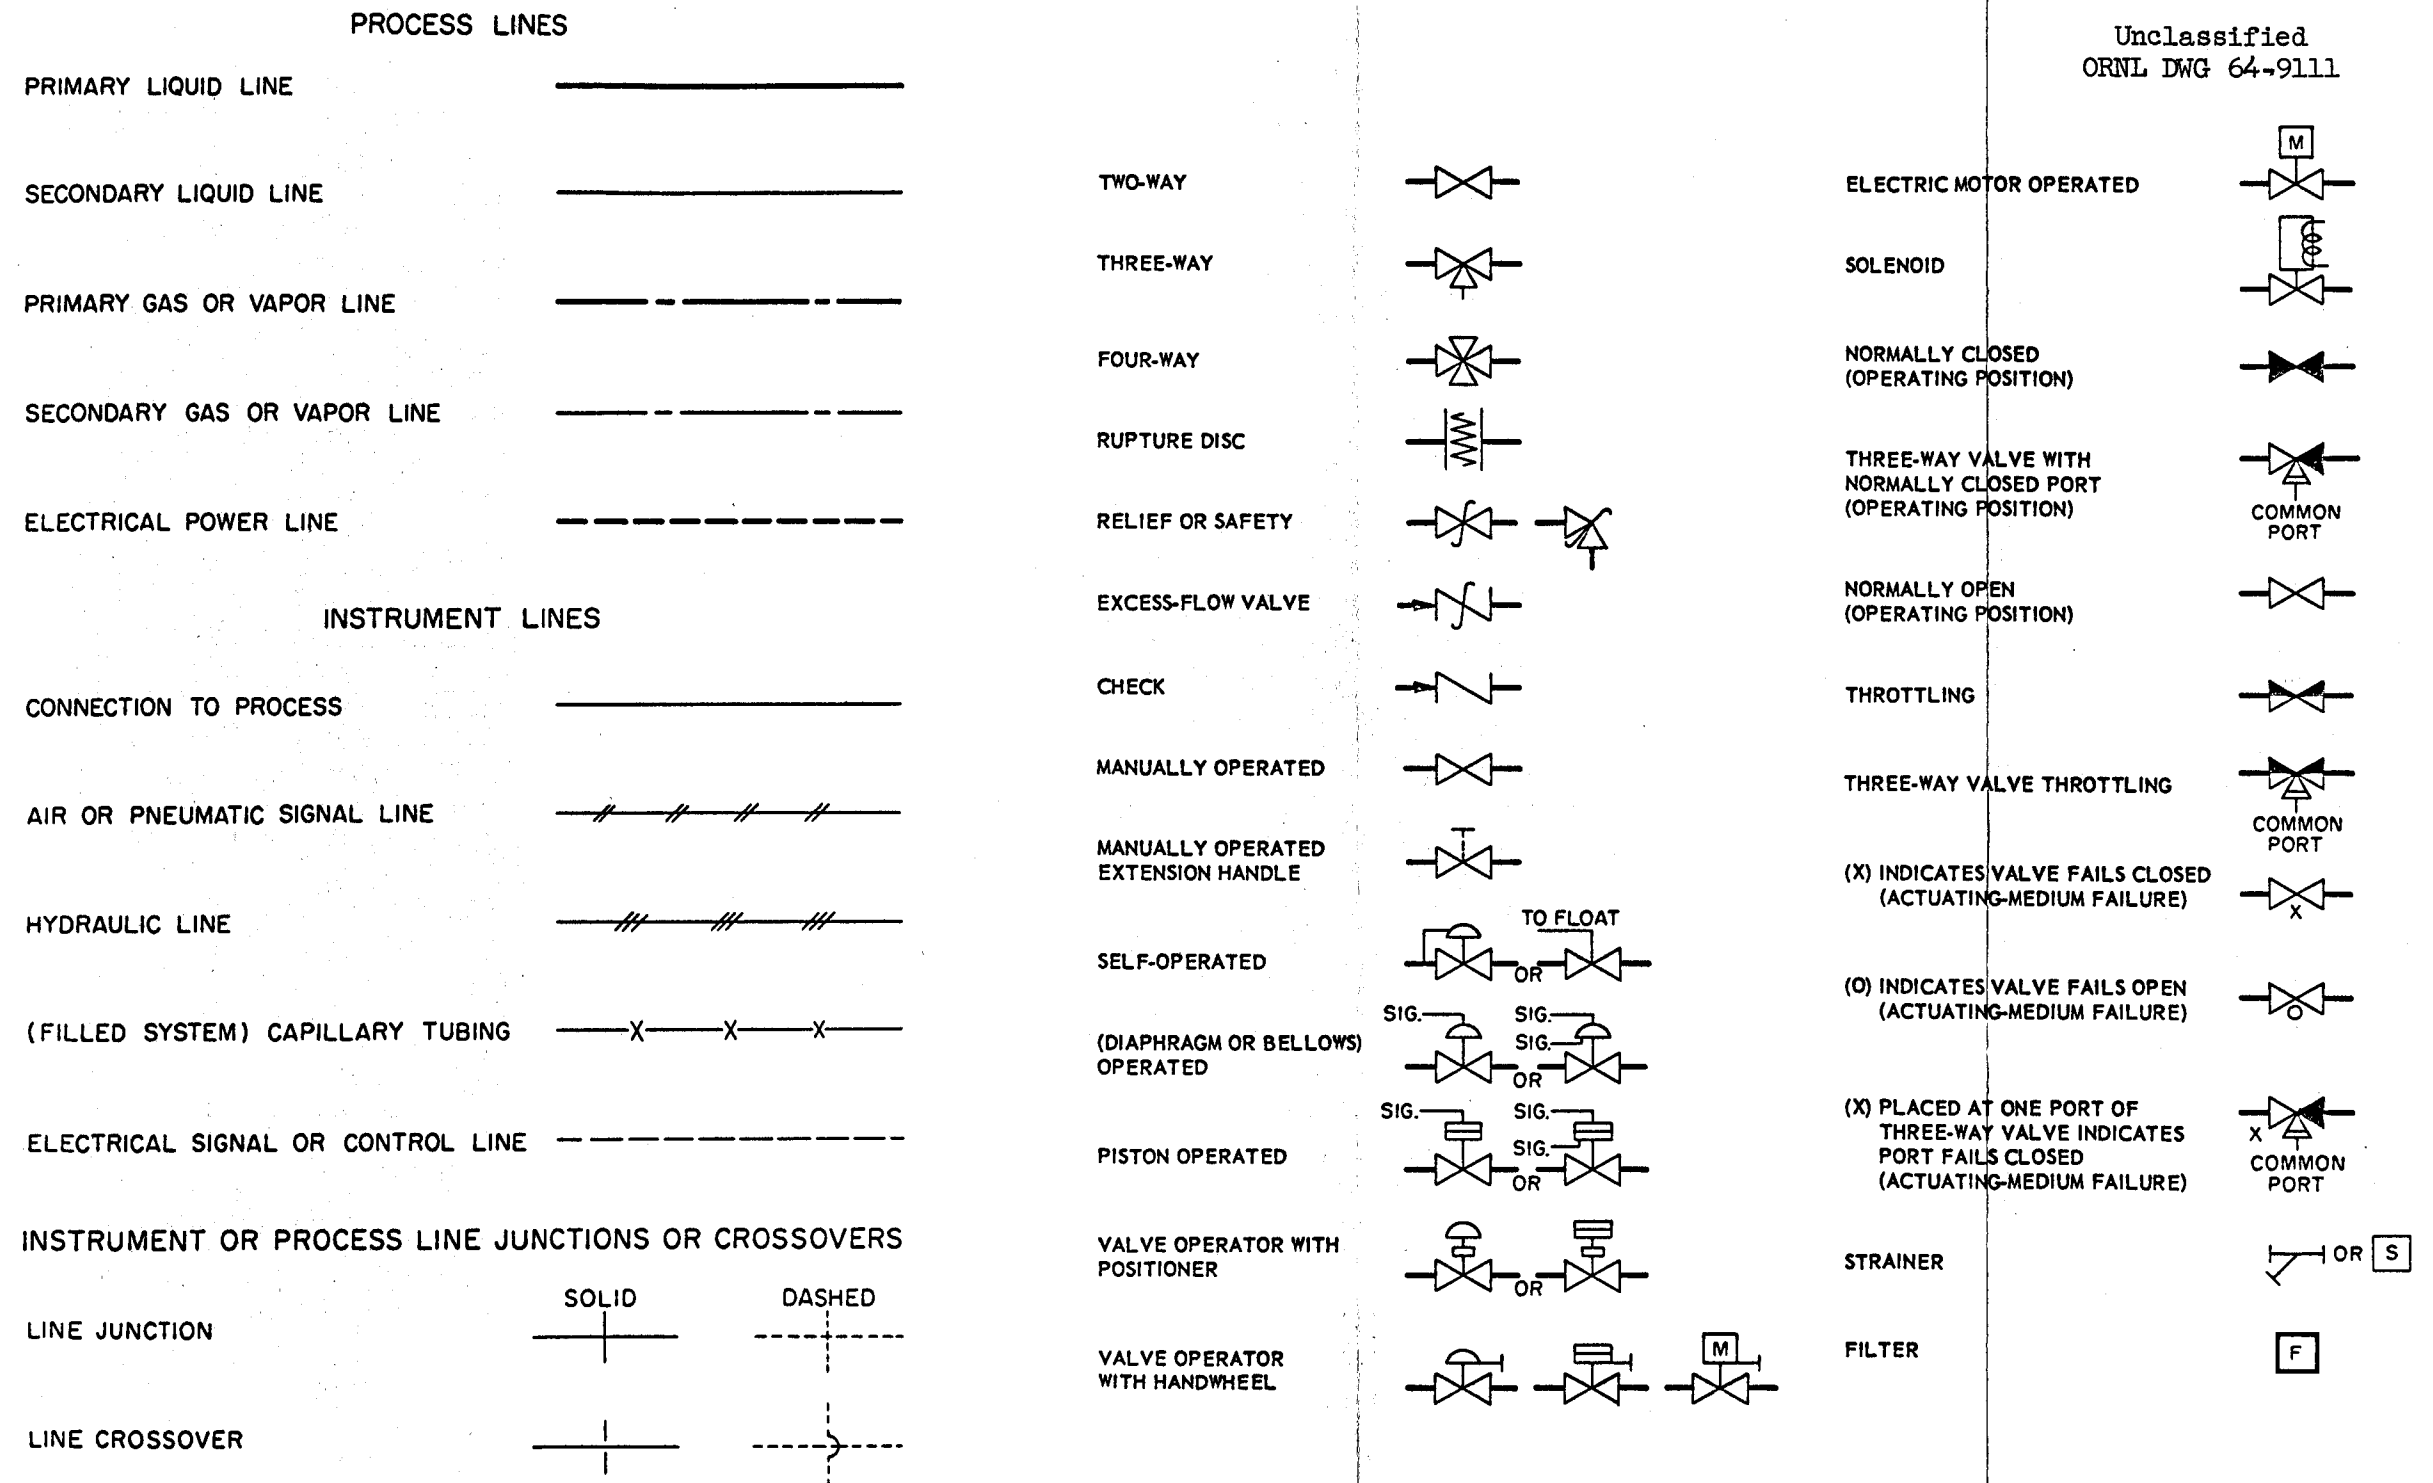 PROCESS LINES
PRIMARY LIQUID LINE
SECONDARY LIQUID LINE
PRIMARY GAS OR VAPOR LINE
SECONDARY GAS OR VAPOR LINE
ELECTRICAL POWER LINE
INSTRUMENT LINES
CONNECTION TO PROCESS
AIR OR PNEUMATIC SIGNAL LINE
HYDRAULIC LINE
(FILLED SYSTEM) CAPILLARY TUBING
X X X
ELECTRICAL SIGNAL OR CONTROL LINE
INSTRUMENT OR PROCESS LINE JUNCTIONS OR CROSSOVERS
SOLID DASHED
LINE JUNCTION
LINE CROSSOVER
TWO-WAY
THREE-WAY
FOUR-WAY
RUPTURE DISC
RELIEF OR SAFETY
EXCESS-FLOW VALVE
CHECK
MANUALLY OPERATED
MANUALLY OPERATED
EXTENSION HANDLE
TO FLOAT
SELF-OPERATED
OR
SIG. SIG.
SIG.
(DIAPHRAGM OR BELLOWS)
OPERATED
OR
SIG. SIG.
SIG.
PISTON OPERATED
OR
VALVE OPERATOR WITH
POSITIONER
OR
VALVE OPERATOR
WITH HANDWHEEL
M
Unclassified
ORNL DWG 64-9111
M
ELECTRIC MOTOR OPERATED
SOLENOID
NORMALLY CLOSED
(OPERATING POSITION)
THREE-WAY VALVE WITH
NORMALLY CLOSED PORT
(OPERATING POSITION)
COMMON
PORT
NORMALLY OPEN
(OPERATING POSITION)
THROTTLING
THREE-WAY VALVE THROTTLING
COMMON
PORT
(X) INDICATES VALVE FAILS CLOSED
(ACTUATING-MEDIUM FAILURE)
X
(O) INDICATES VALVE FAILS OPEN
(ACTUATING-MEDIUM FAILURE)
O
(X) PLACED AT ONE PORT OF
THREE-WAY VALVE INDICATES
PORT FAILS CLOSED
(ACTUATING-MEDIUM FAILURE)
X
COMMON
PORT
STRAINER
OR S
FILTER
F